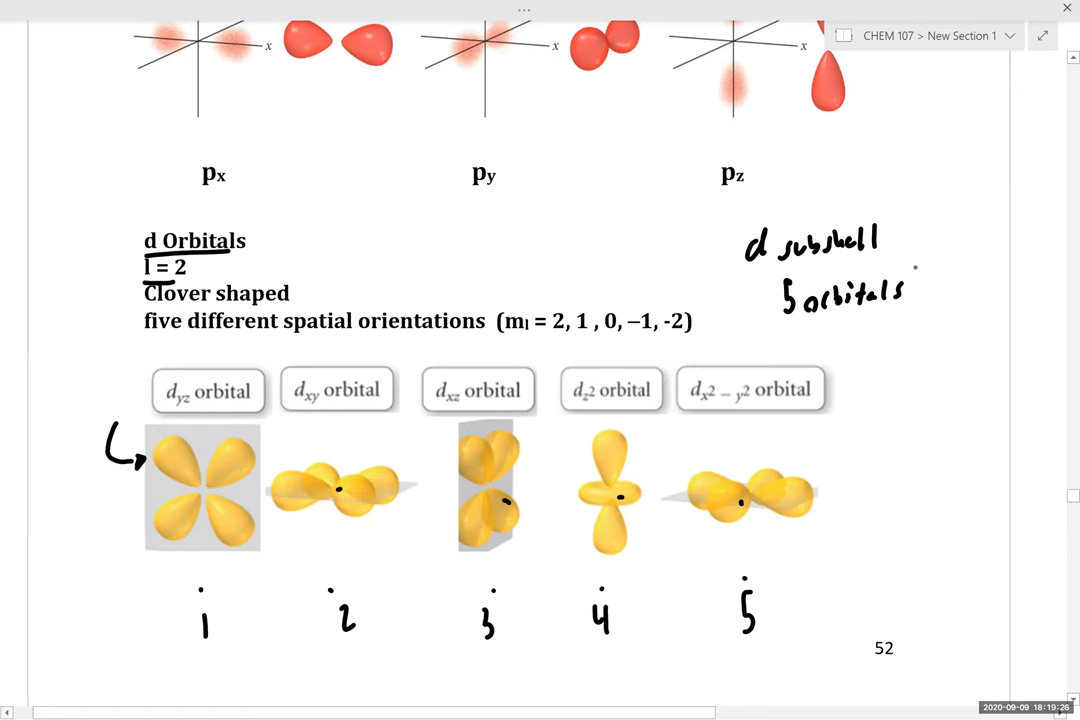 CHEM 107 > New Section 1
x
x
x
px
py
pz
d Orbitals
l = 2
Clover shaped
five different spatial orientations (ml = 2, 1 , 0, –1, -2)
d subshell
5 orbitals
dyz orbital
dxy orbital
dxz orbital
dz2 orbital
dx2 – y2 orbital
1
2
3
4
5
52
2020-09-09 18:19:26